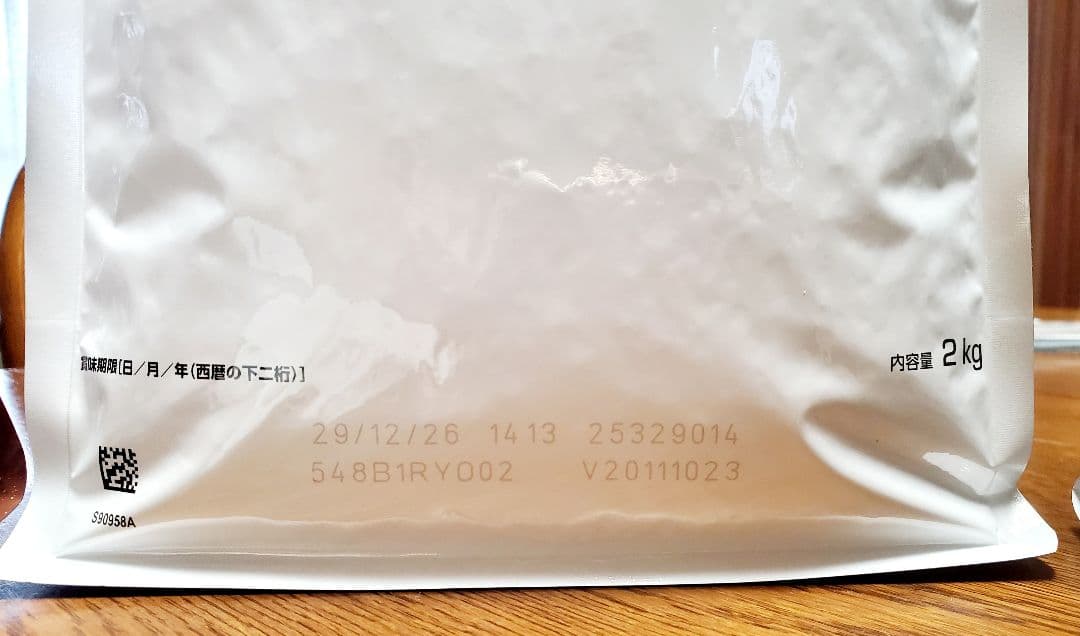 賞味期限[日／月／年(西暦の下二桁)]
内容量 2kg
29/12/26 1413 25329014
548B1RYO02 V20111023
S90958A